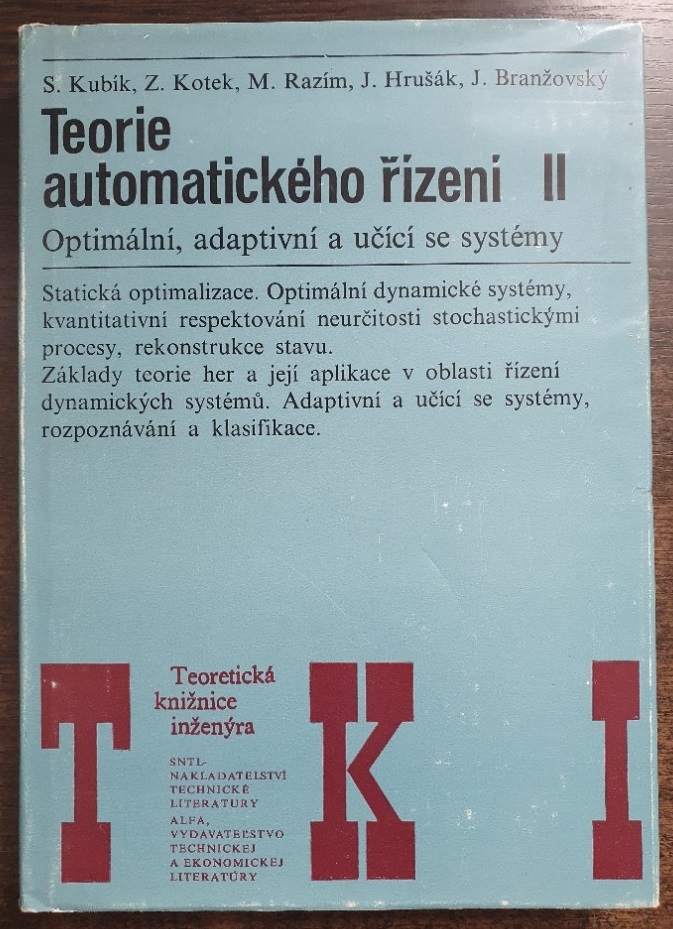 S. Kubík, Z. Kotek, M. Razím, J. Hrušák, J. Branžovský
Teorie
automatického řízení II
Optimální, adaptivní a učící se systémy
Statická optimalizace. Optimální dynamické systémy,
kvantitativní respektování neurčitosti stochastickými
procesy, rekonstrukce stavu.
Základy teorie her a její aplikace v oblasti řízení
dynamických systémů. Adaptivní a učící se systémy,
rozpoznávání a klasifikace.
Teoretická
knižnice
inženýra
SNTL-
NAKLADATELSTVÍ
TECHNICKÉ
LITERATURY
ALFA,
VYDAVATEĽSTVO
TECHNICKEJ
A EKONOMICKEJ
LITERATÚRY
T K I